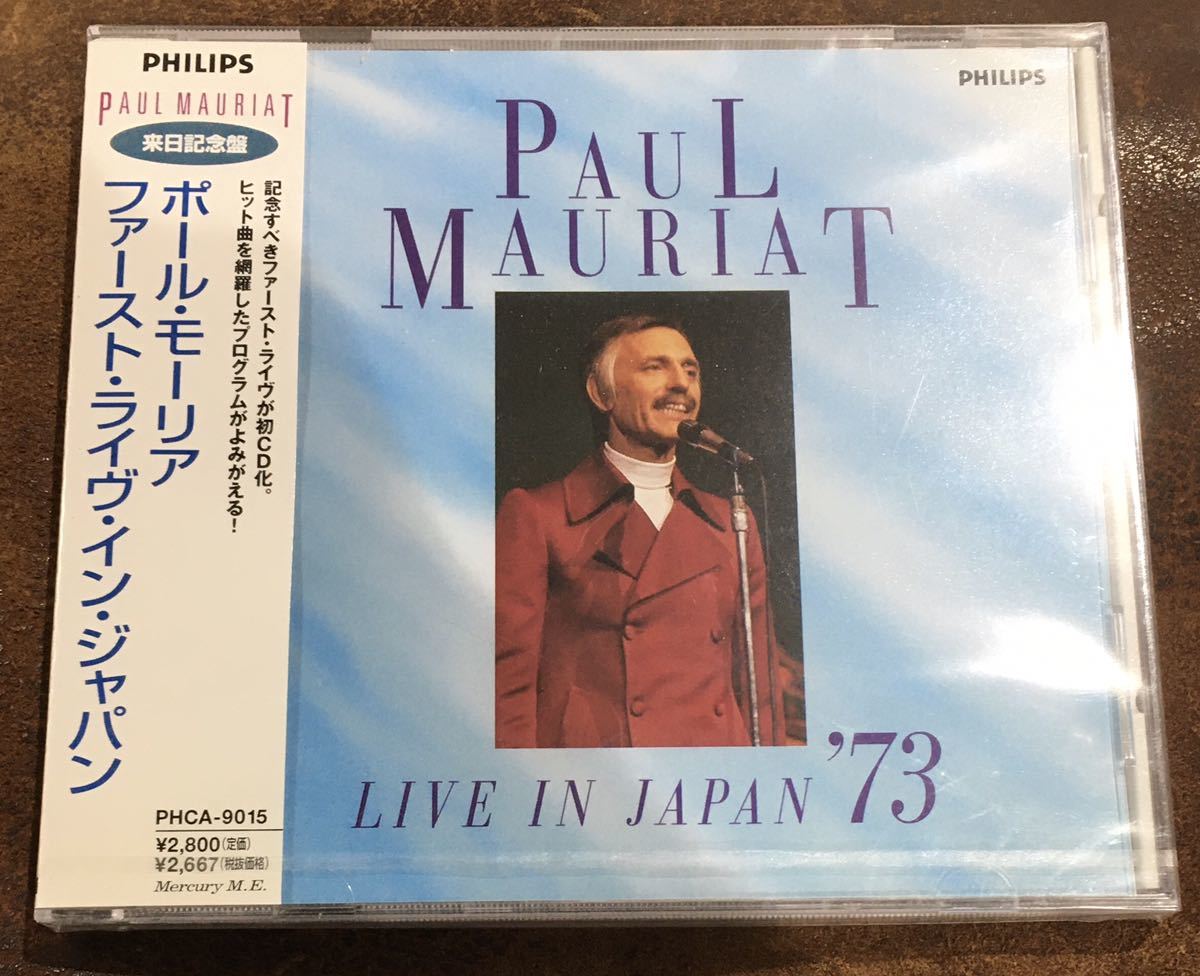 PHILIPS
PAUL MAURIAT
来日記念盤
記念すべきファースト・ライヴが初CD化。
ヒット曲を網羅したプログラムがよみがえる!
ポール・モーリア
ファースト・ライヴ・イン・ジャパン
PHCA-9015
¥2,800(定価)
¥2,667(税抜価格)
Mercury M.E.
PHILIPS
PAUL
MAURIAT
LIVE IN JAPAN '73